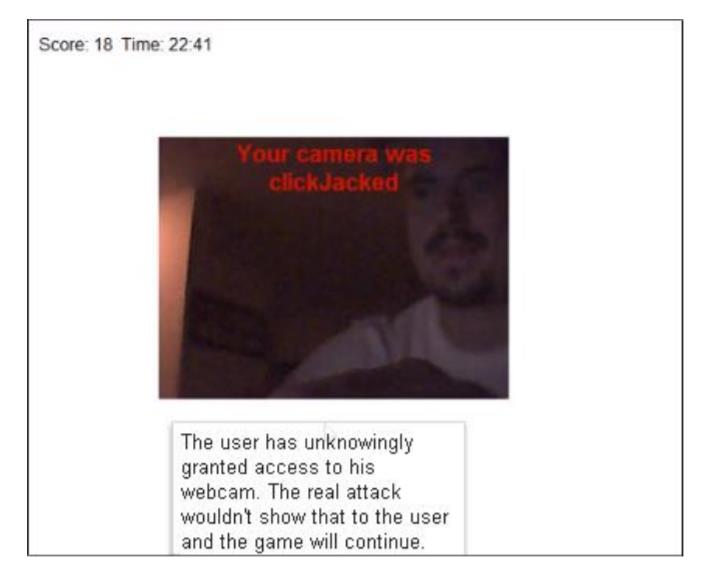 Score: 18 Time: 22:41
Your camera was
clickJacked
The user has unknowingly
granted access to his
webcam. The real attack
wouldn't show that to the user
and the game will continue.